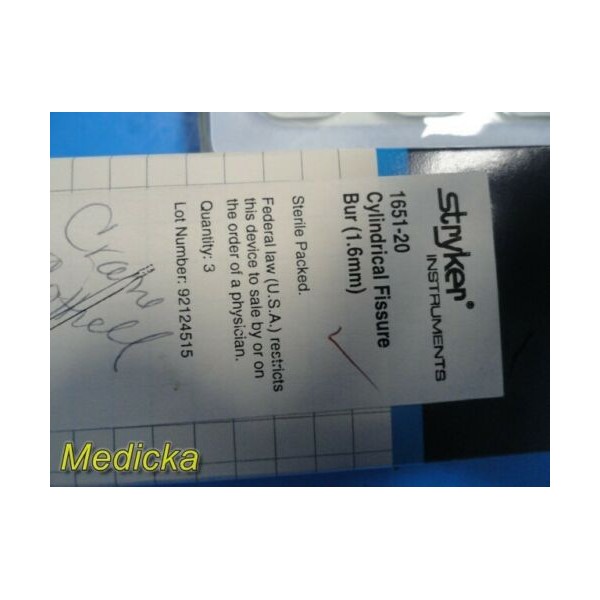 stryker®
INSTRUMENTS
1651-20
Cylindrical Fissure
Bur (1.6mm)
Sterile Packed.
Federal law (U.S.A.) restricts
this device to sale by or on
the order of a physician.
Quantity: 3
Lot Number: 92124515
Medicka